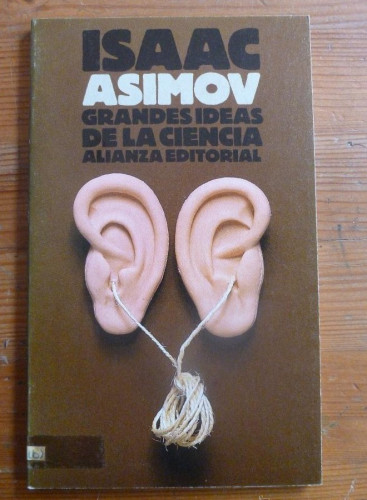 ISAAC
ASIMOV
GRANDES IDEAS
DE LA CIENCIA
ALIANZA EDITORIAL